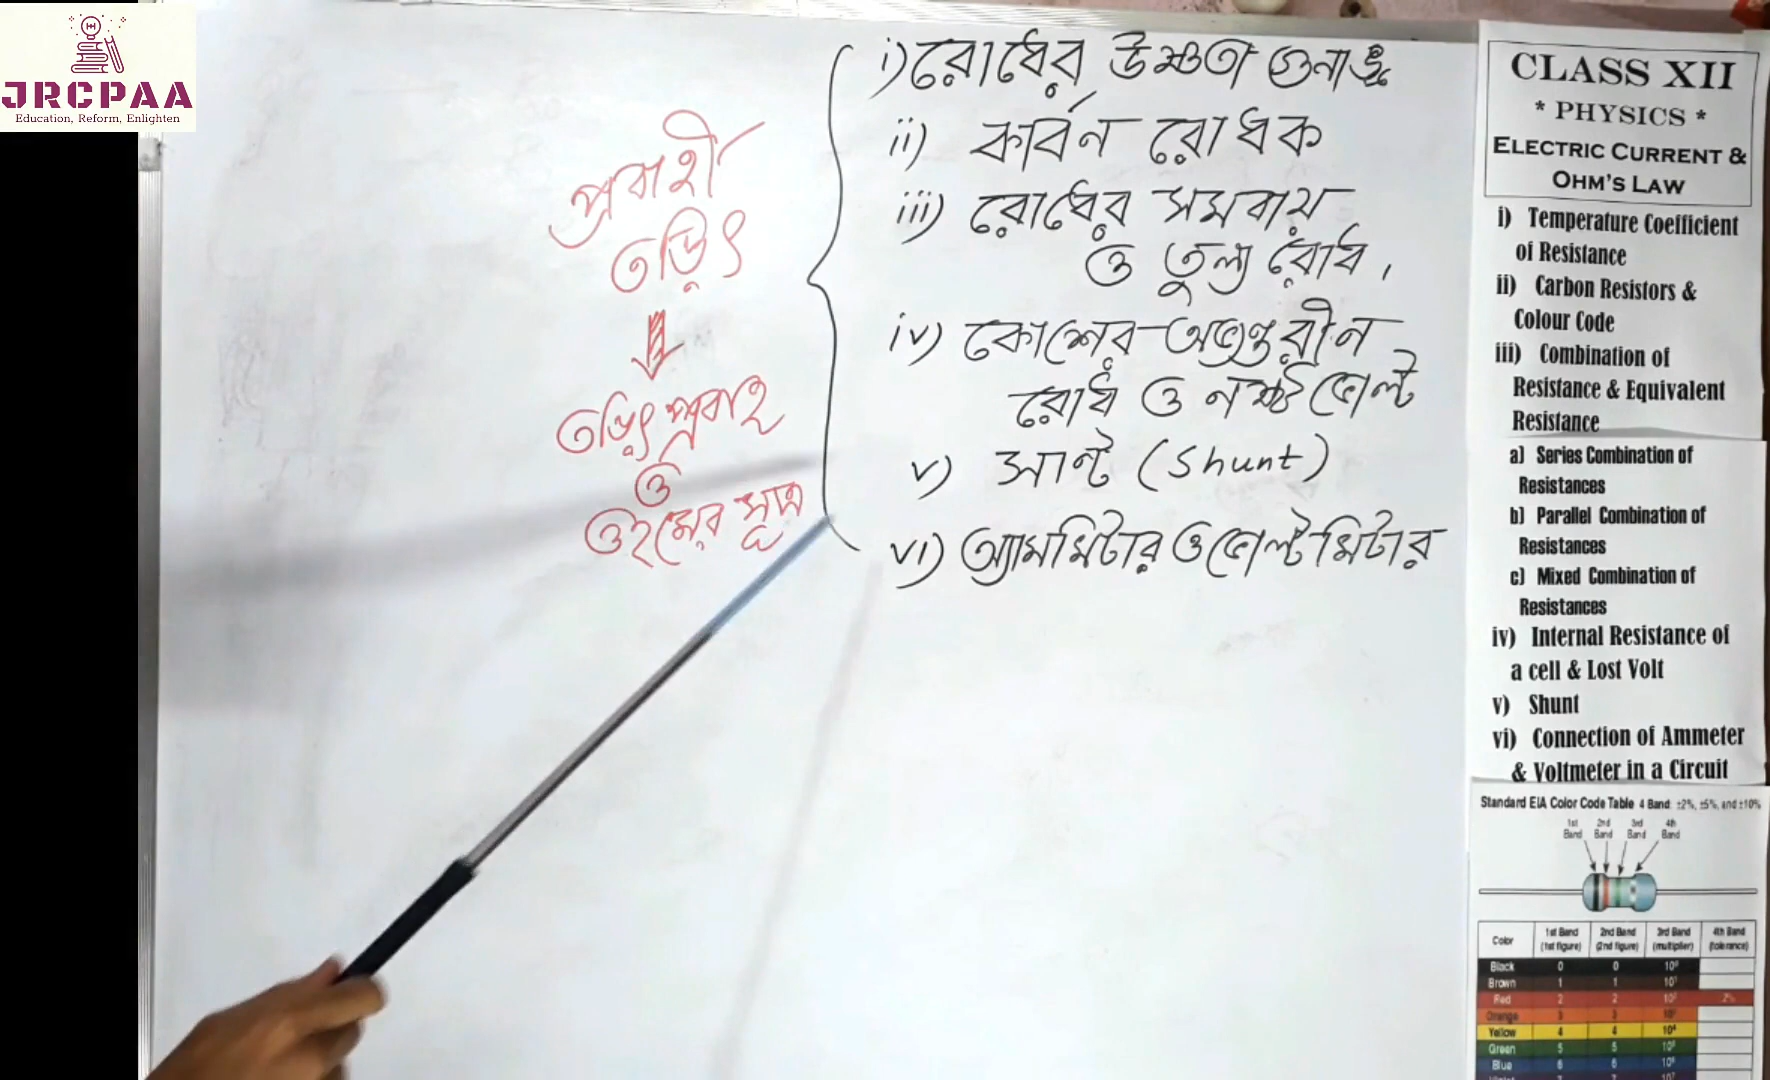 JRCPAA
Education, Reform, Enlighten
প্রবাহী
তড়িৎ
তড়িৎ প্রবাহ
ও
ওহমের সূত্র
i) রোধের উষ্ণতা গুনাঙ্ক
ii) কার্বন রোধক
iii) রোধের সমবায়
ও তুল্য রোধ।
iv) কোশের অভ্যন্তরীন
রোধ ও নষ্ট ভোল্ট
v) সান্ট (Shunt)
vi) অ্যামমিটার ও ভোল্টমিটার
CLASS XII
* PHYSICS *
ELECTRIC CURRENT &
OHM'S LAW
i) Temperature Coefficient
of Resistance
ii) Carbon Resistors &
Colour Code
iii) Combination of
Resistance & Equivalent
Resistance
a) Series Combination of
Resistances
b) Parallel Combination of
Resistances
c) Mixed Combination of
Resistances
iv) Internal Resistance of
a cell & Lost Volt
v) Shunt
vi) Connection of Ammeter
& Voltmeter in a Circuit
Standard EIA Color Code Table 4 Band: ±2%, ±5%, and ±10%
1st Band 2nd Band 3rd Band 4th Band
Color 1st Band (1st figure) 2nd Band (2nd figure) 3rd Band (multiplier) 4th Band (tolerance)
Black 0 0 10⁰
Brown 1 1 10¹
Red 2 2 10² 2%
Orange 3 3 10³
Yellow 4 4 10⁴
Green 5 5 10⁵
Blue 6 6 10⁶